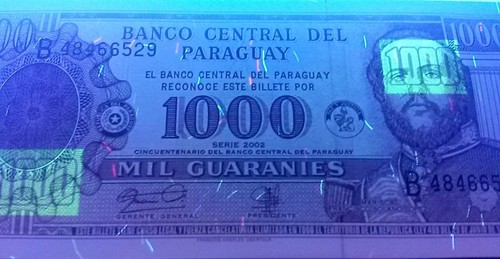 1000
BANCO CENTRAL DEL
PARAGUAY
B 48466529
EL BANCO CENTRAL DEL PARAGUAY
RECONOCE ESTE BILLETE POR
1000
SERIE 2002
CINCUENTENARIO DEL BANCO CENTRAL DEL PARAGUAY
MIL GUARANIES
B 484665
GERENTE GENERAL
PRESIDENTE